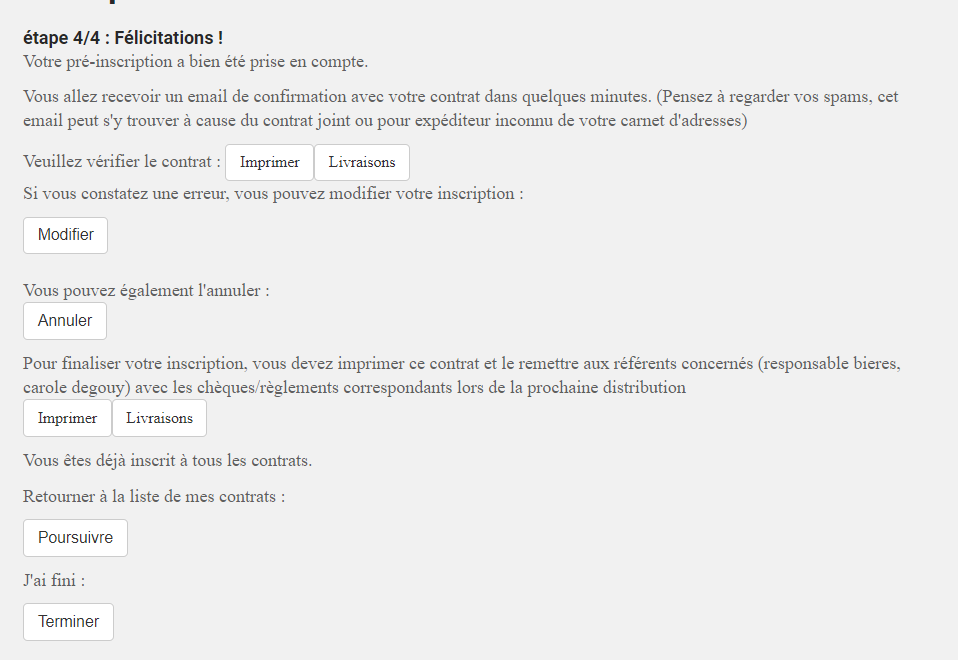 étape 4/4 : Félicitations !
Votre pré-inscription a bien été prise en compte.
Vous allez recevoir un email de confirmation avec votre contrat dans quelques minutes. (Pensez à regarder vos spams, cet
email peut s'y trouver à cause du contrat joint ou pour expéditeur inconnu de votre carnet d'adresses)
Veuillez vérifier le contrat : Imprimer Livraisons
Si vous constatez une erreur, vous pouvez modifier votre inscription :
Modifier
Vous pouvez également l'annuler :
Annuler
Pour finaliser votre inscription, vous devez imprimer ce contrat et le remettre aux référents concernés (responsable bieres,
carole degouy) avec les chèques/règlements correspondants lors de la prochaine distribution
Imprimer Livraisons
Vous êtes déjà inscrit à tous les contrats.
Retourner à la liste de mes contrats :
Poursuivre
J'ai fini :
Terminer